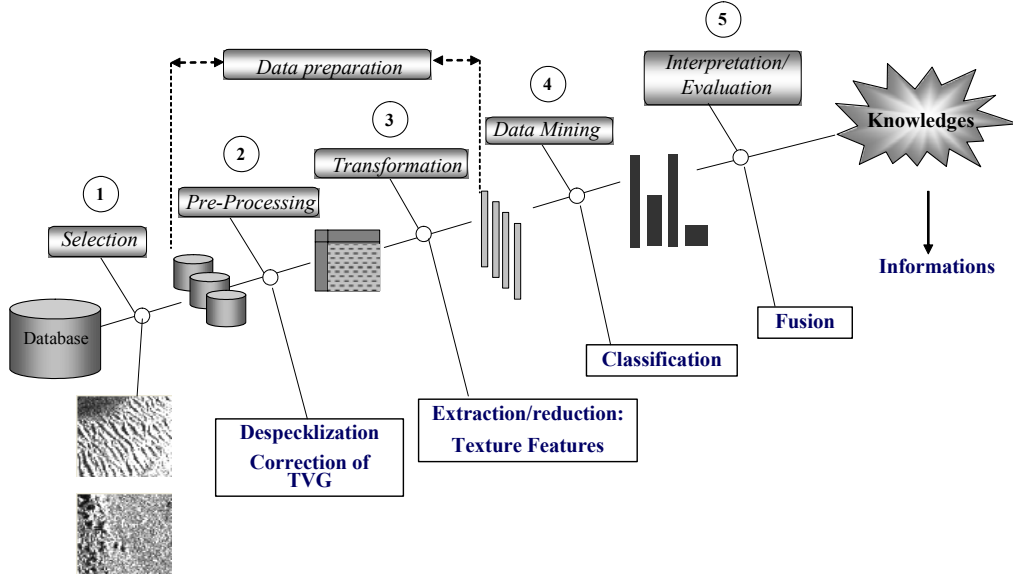 1
Selection
Database
2
Pre-Processing
Despecklization
Correction of
TVG
Data preparation
3
Transformation
Extraction/reduction:
Texture Features
4
Data Mining
Classification
5
Interpretation/
Evaluation
Fusion
Knowledges
Informations